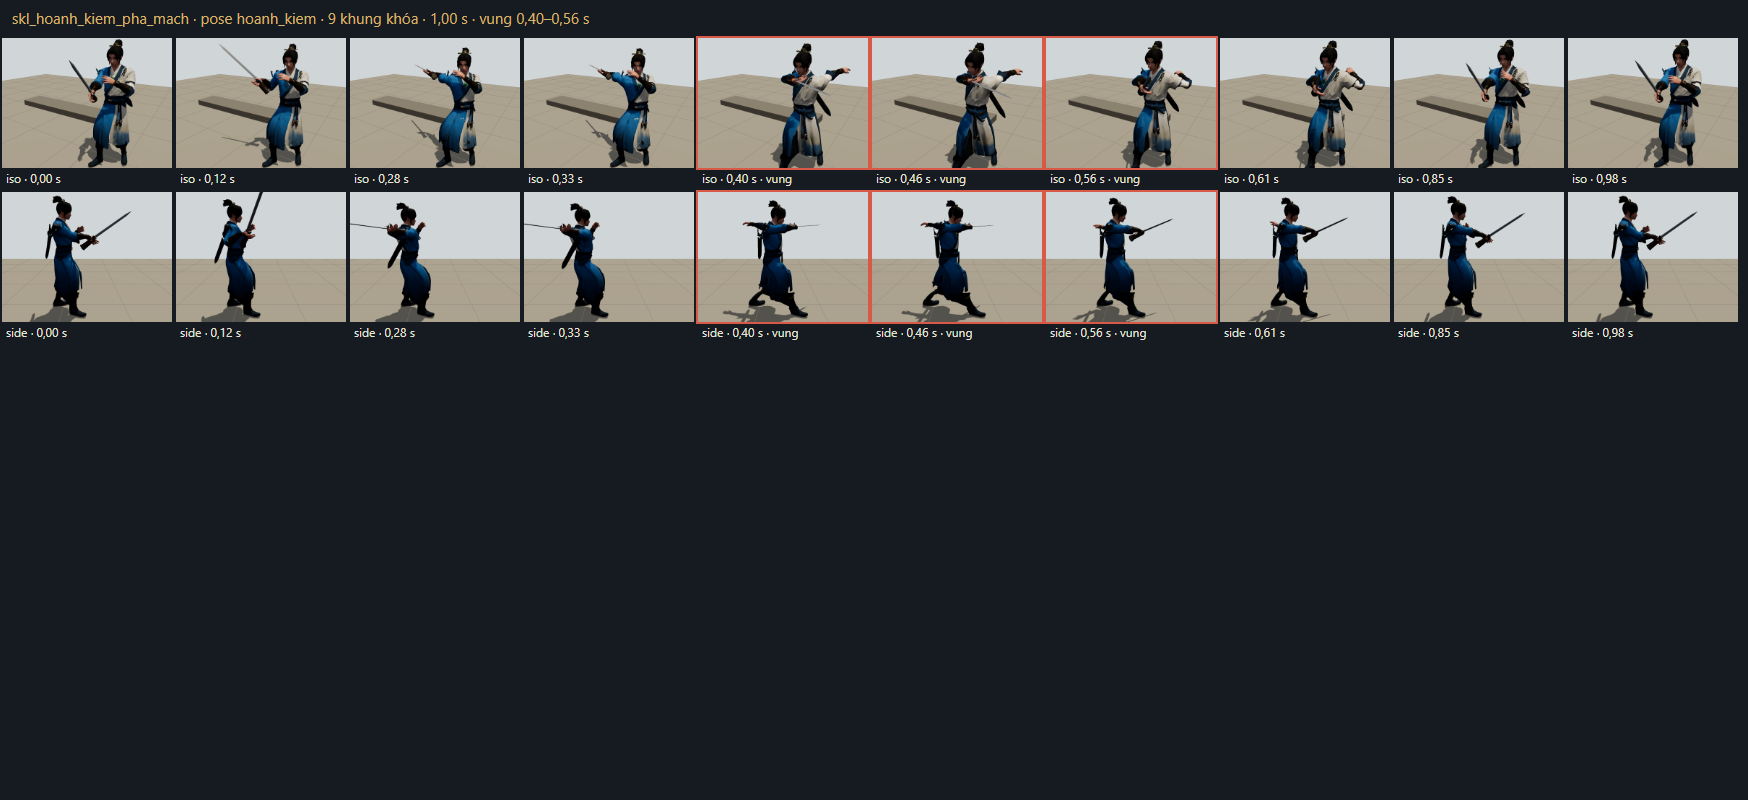 skl_hoanh_kiem_pha_mach · pose hoanh_kiem · 9 khung khóa · 1,00 s · vung 0,40–0,56 s
iso · 0,00 s
iso · 0,12 s
iso · 0,28 s
iso · 0,33 s
iso · 0,40 s · vung
iso · 0,46 s · vung
iso · 0,56 s · vung
iso · 0,61 s
iso · 0,85 s
iso · 0,98 s
side · 0,00 s
side · 0,12 s
side · 0,28 s
side · 0,33 s
side · 0,40 s · vung
side · 0,46 s · vung
side · 0,56 s · vung
side · 0,61 s
side · 0,85 s
side · 0,98 s